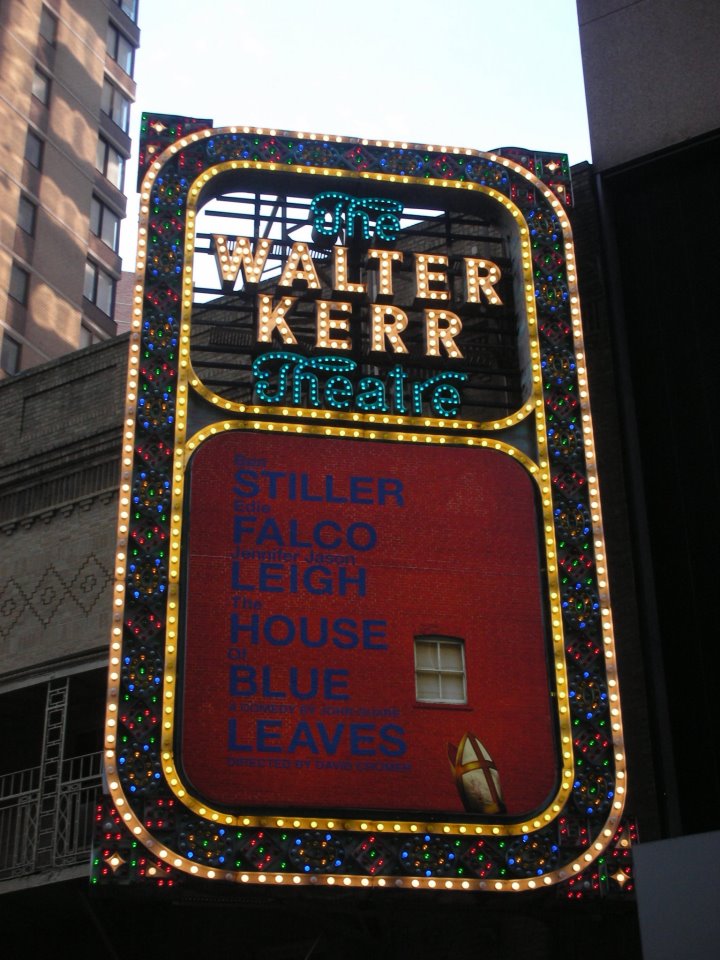 The
WALTER
KERR
Theatre
Ben
STILLER
Edie
FALCO
Jennifer Jason
LEIGH
The
HOUSE
Of
BLUE
A COMEDY BY JOHN GUARE
LEAVES
DIRECTED BY DAVID CROMER